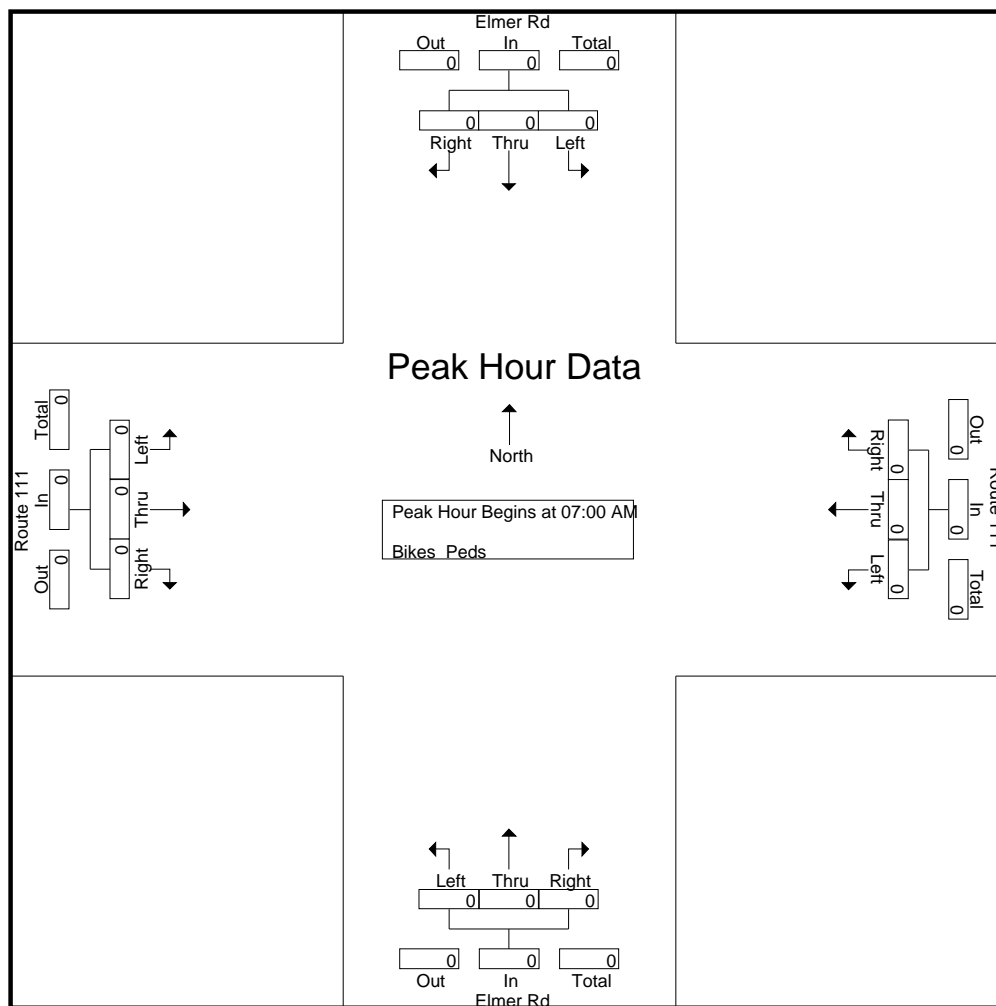 Elmer Rd
Out In Total
0 0 0
0 0 0
Right Thru Left
Peak Hour Data
North
Peak Hour Begins at 07:00 AM
Bikes Peds
Route 111
Total In Out
0 0 0
0 0 0
Left Thru Right
Right Thru Left
0 0 0
0 0 0
Out In Total
Route 111
Left Thru Right
0 0 0
0 0 0
Out In Total
Elmer Rd